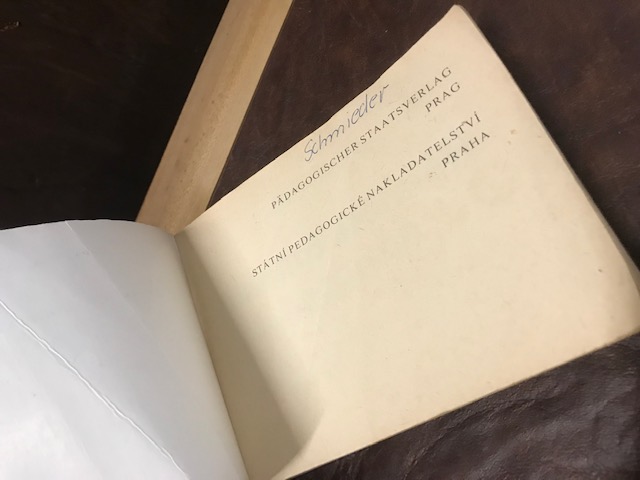 Schmieder
PÄDAGOGISCHER STAATSVERLAG
PRAG
STÁTNÍ PEDAGOGICKÉ NAKLADATELSTVÍ
PRAHA